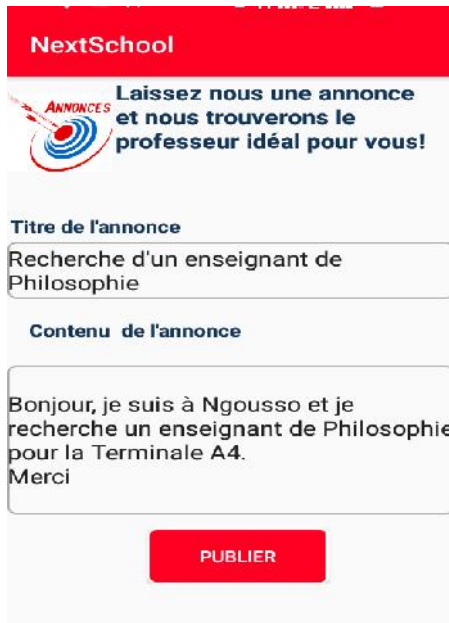 NextSchool
ANNONCES
Laissez nous une annonce
et nous trouverons le
professeur idéal pour vous!
Titre de l'annonce
Recherche d'un enseignant de
Philosophie
Contenu de l'annonce
Bonjour, je suis à Ngousso et je
recherche un enseignant de Philosophie
pour la Terminale A4.
Merci
PUBLIER